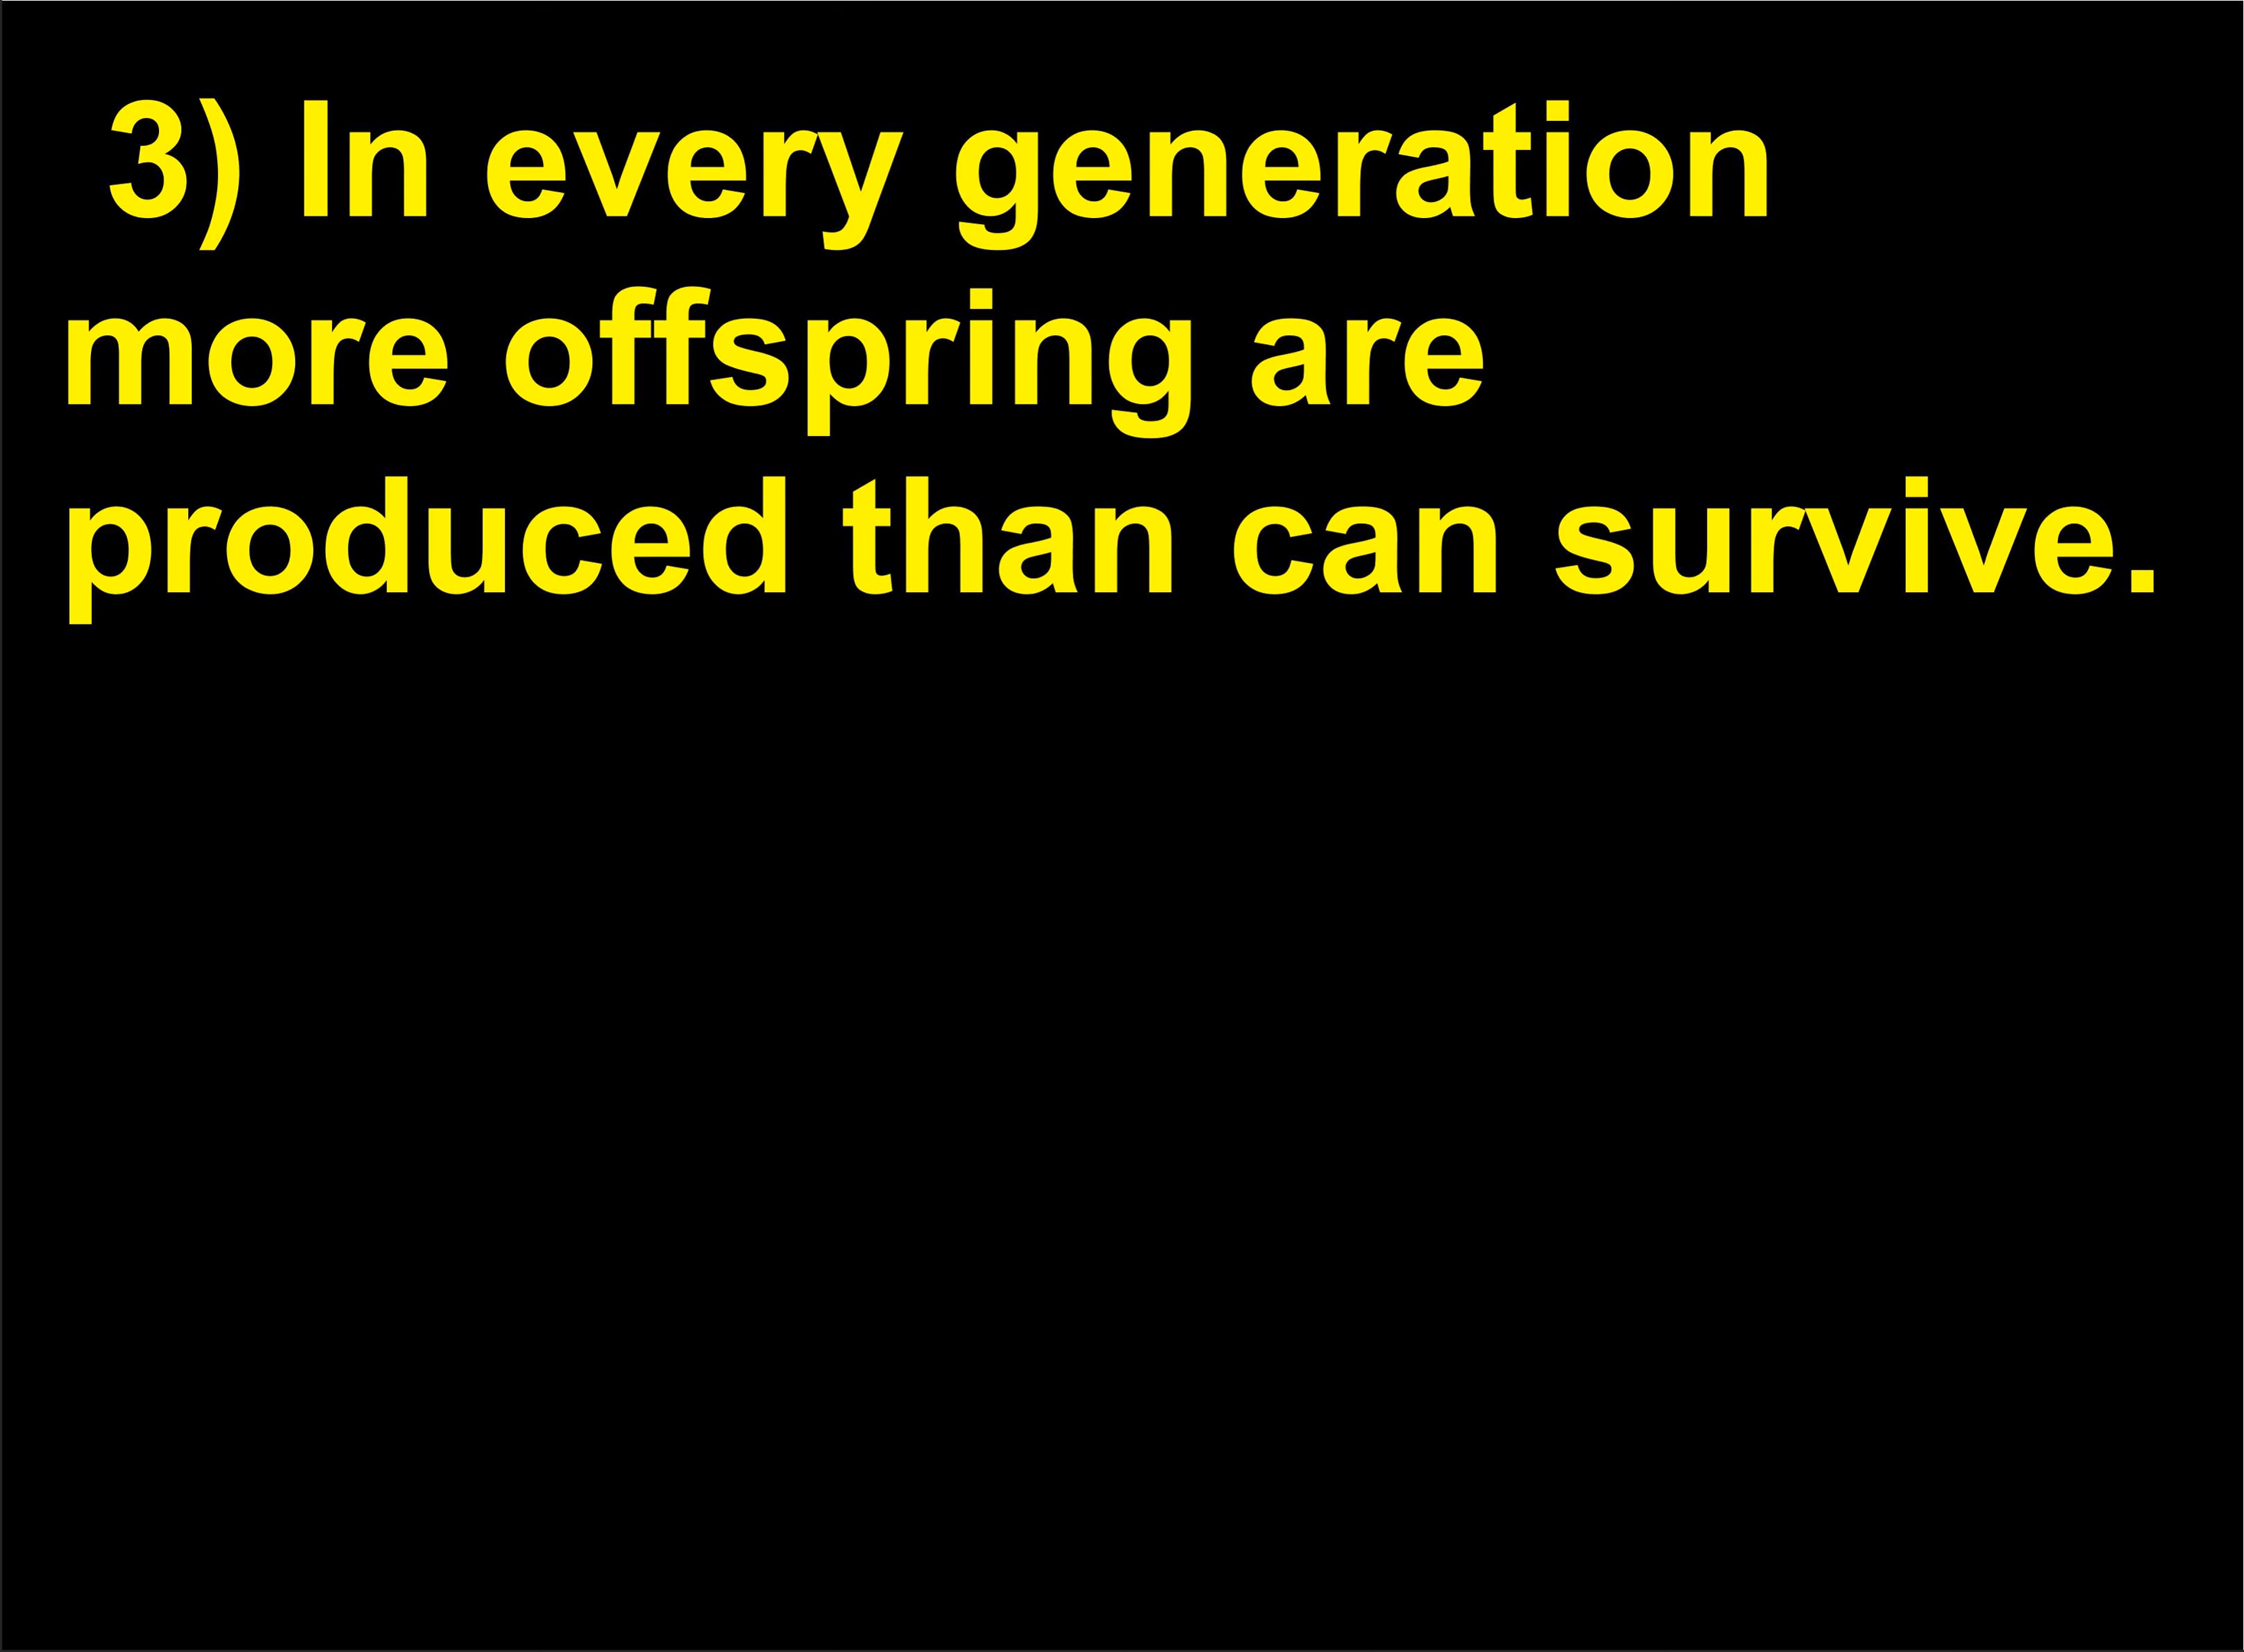 3) In every generation
more offspring are
produced than can survive.